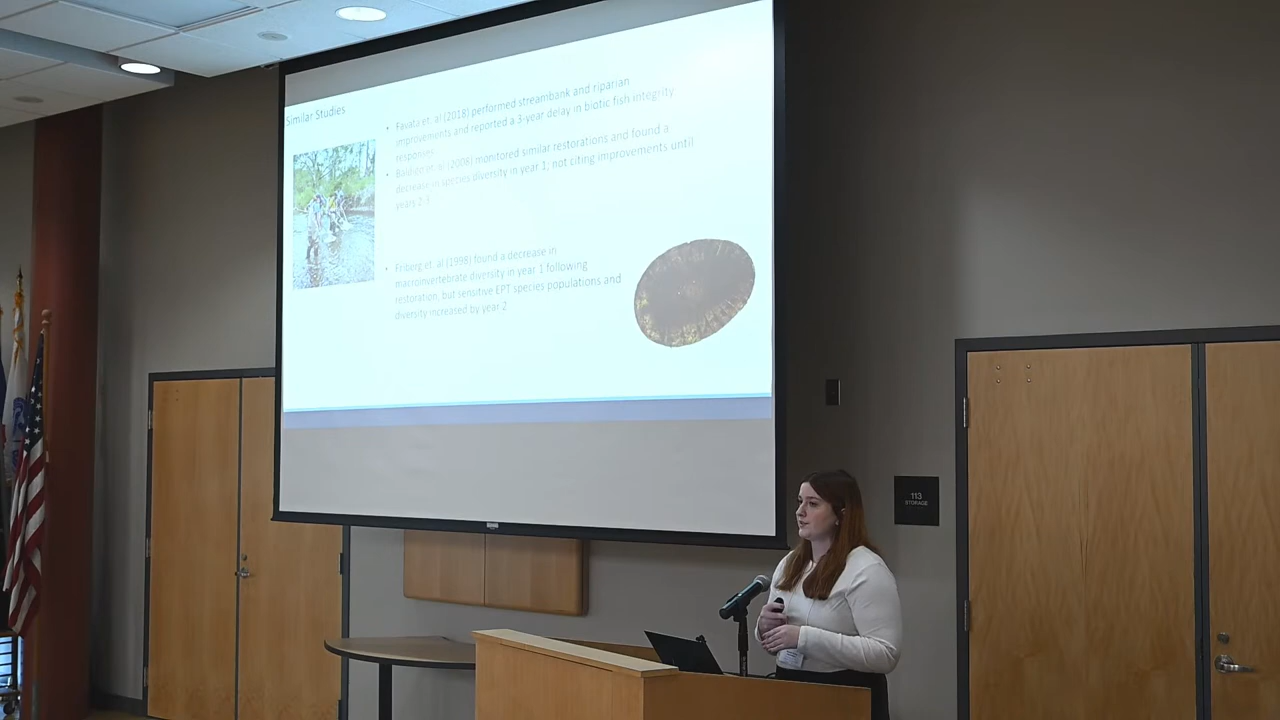 Similar Studies
• Favata et. al (2018) performed streambank and riparian
improvements and reported a 3-year delay in biotic fish integrity
responses
• et. al (2008) monitored similar restorations and found a
decrease in species diversity in year 1, not citing improvements until
years 2-3
• Friberg et. al (1998) found a decrease in
macroinvertebrate diversity in year 1 following
restoration, but sensitive EPT species populations and
diversity increased by year 2
113
STORAGE